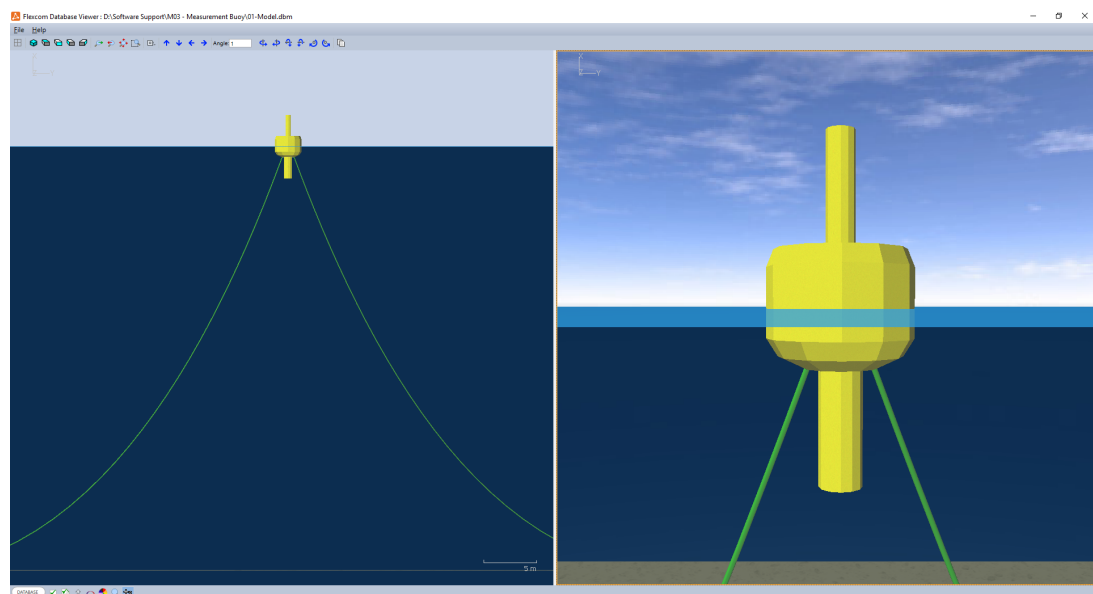 Flexcom Database Viewer : D:\Software Support\M03 - Measurement Buoy\01-Model.dbm
File Help
Angle: 1
5 m
DATABASE